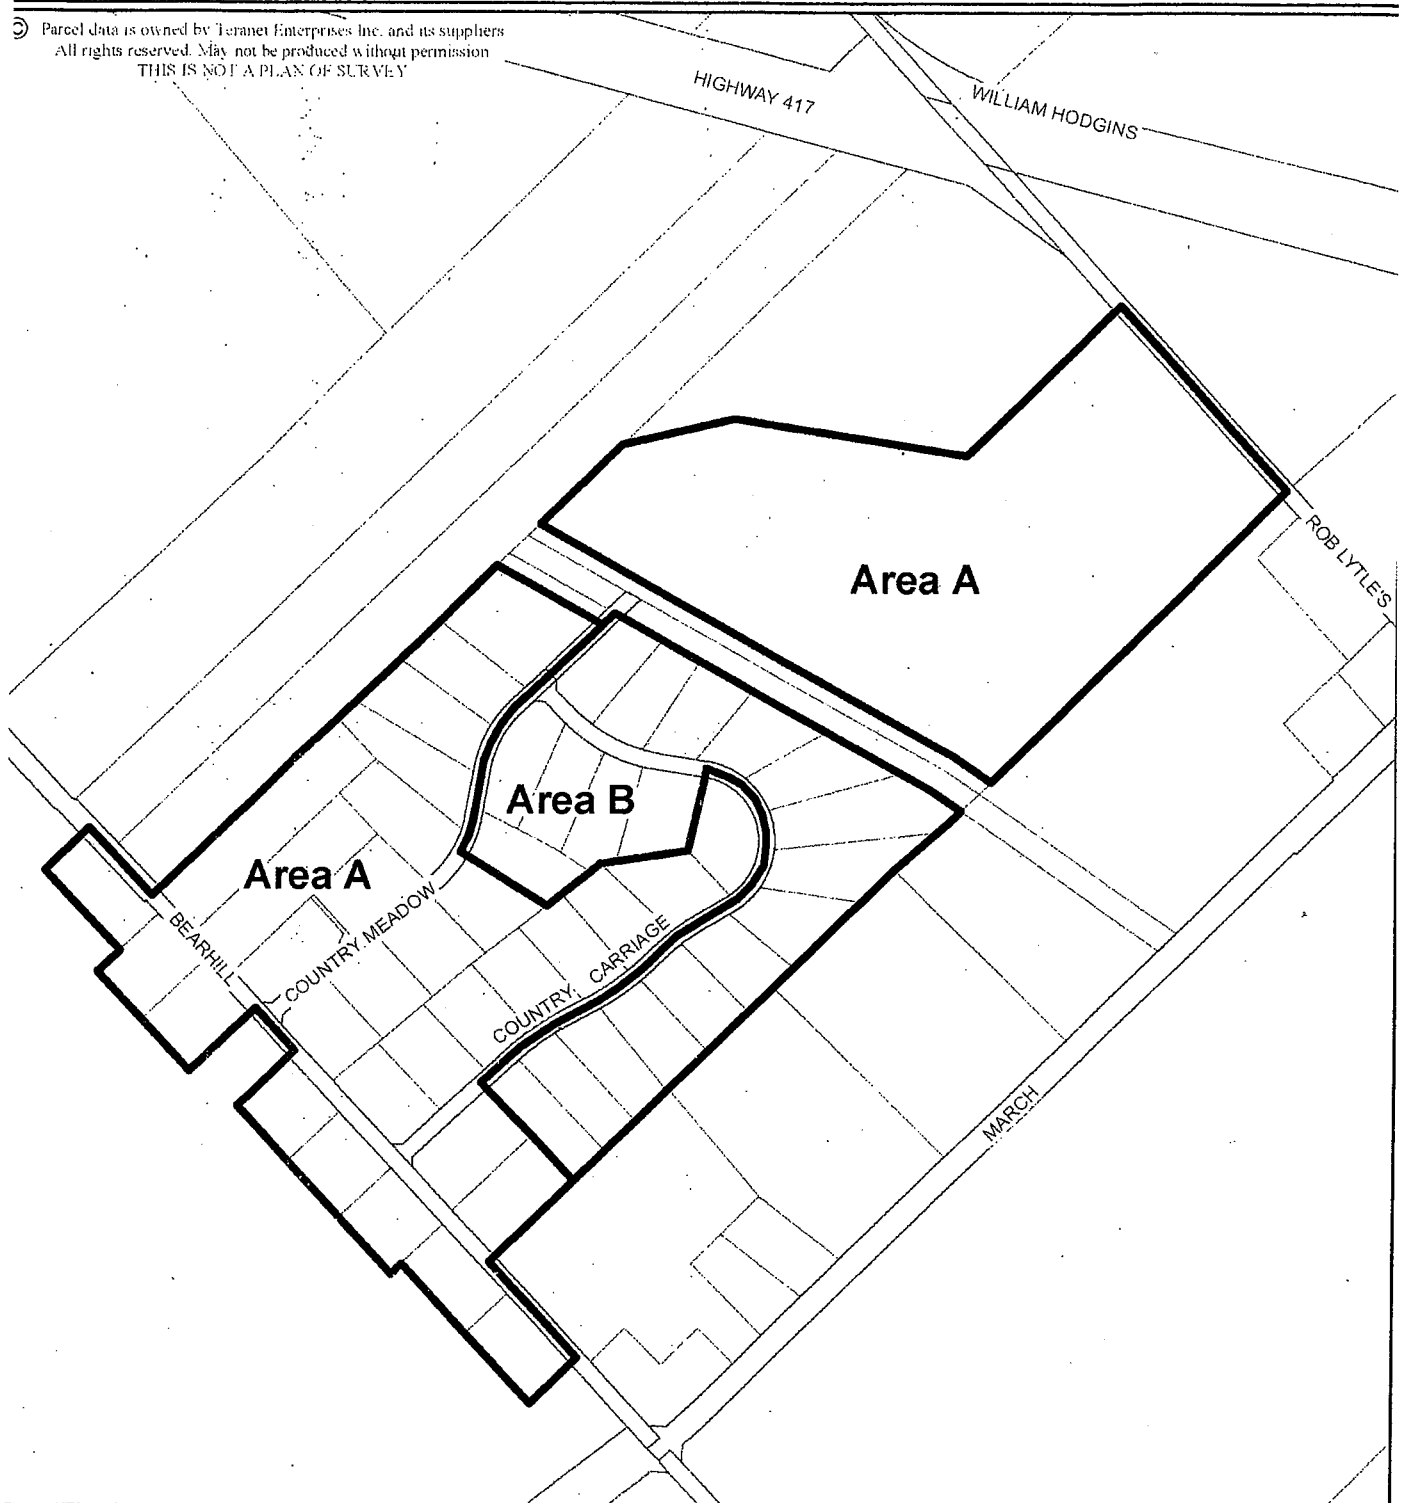 © Parcel data is owned by Teranet Enterprises Inc. and its suppliers
All rights reserved. May not be produced without permission
THIS IS NOT A PLAN OF SURVEY
HIGHWAY 417
WILLIAM HODGINS
ROB LYTLE'S
Area A
Area B
Area A
BEARHILL
COUNTRY MEADOW
COUNTRY CARRIAGE
MARCH